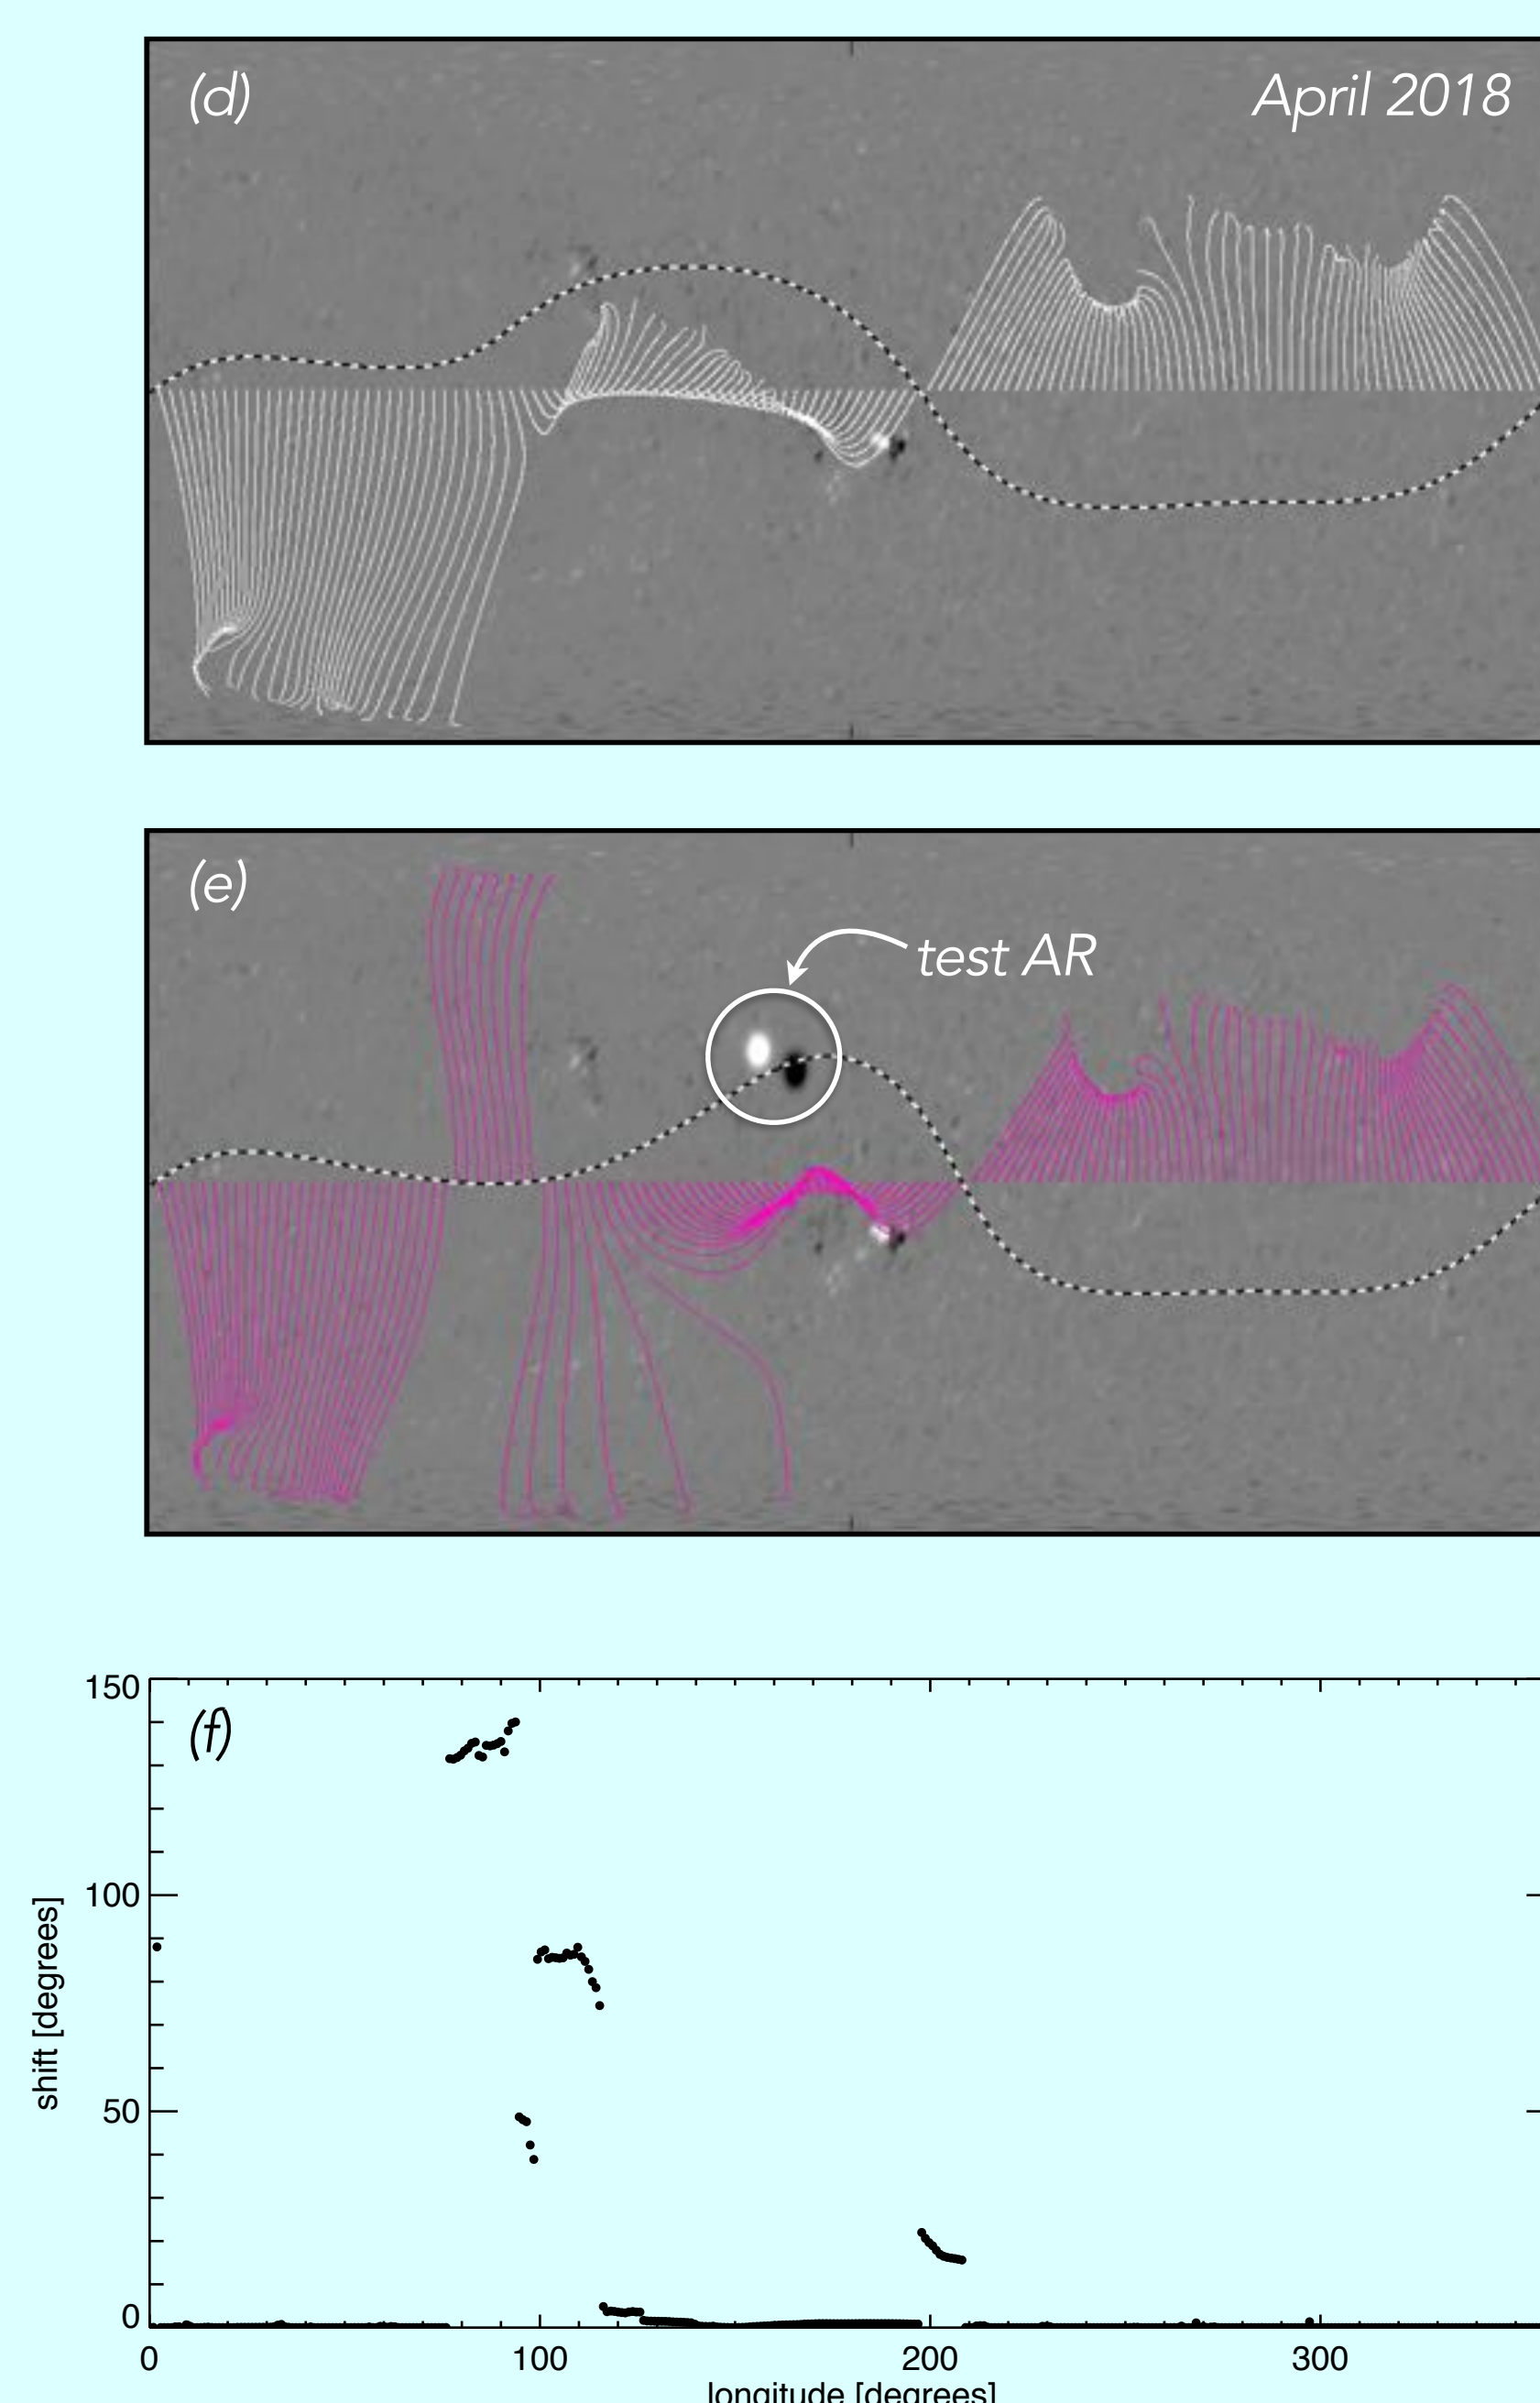 (d)
April 2018
(e)
test AR
(f)
150
100
50
0
shift [degrees]
0 100 200 300
longitude [degrees]